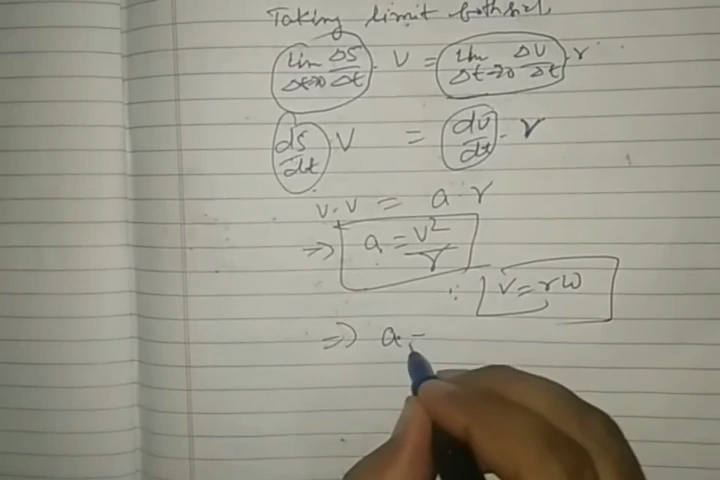 Taking limit both side
lim Δt→0 ΔS/Δt · V = lim Δt→0 ΔV/Δt · r
dS/dt V = dv/dt · r
v·v = a·r
⇒ a = v²/r
∵ v = rω
⇒ a =